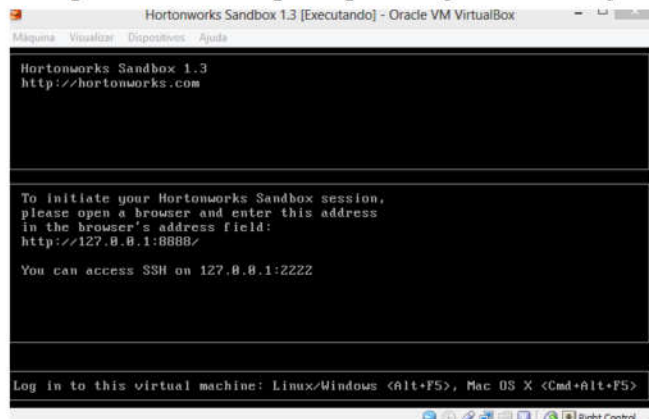 Hortonworks Sandbox 1.3 [Executando] - Oracle VM VirtualBox
Máquina Visualizar Dispositivos Ajuda
Hortonworks Sandbox 1.3
http://hortonworks.com
To initiate your Hortonworks Sandbox session,
please open a browser and enter this address
in the browser's address field:
http://127.0.0.1:8888/
You can access SSH on 127.0.0.1:2222
Log in to this virtual machine: Linux/Windows <Alt+F5>, Mac OS X <Cmd+Alt+F5>
Right Control